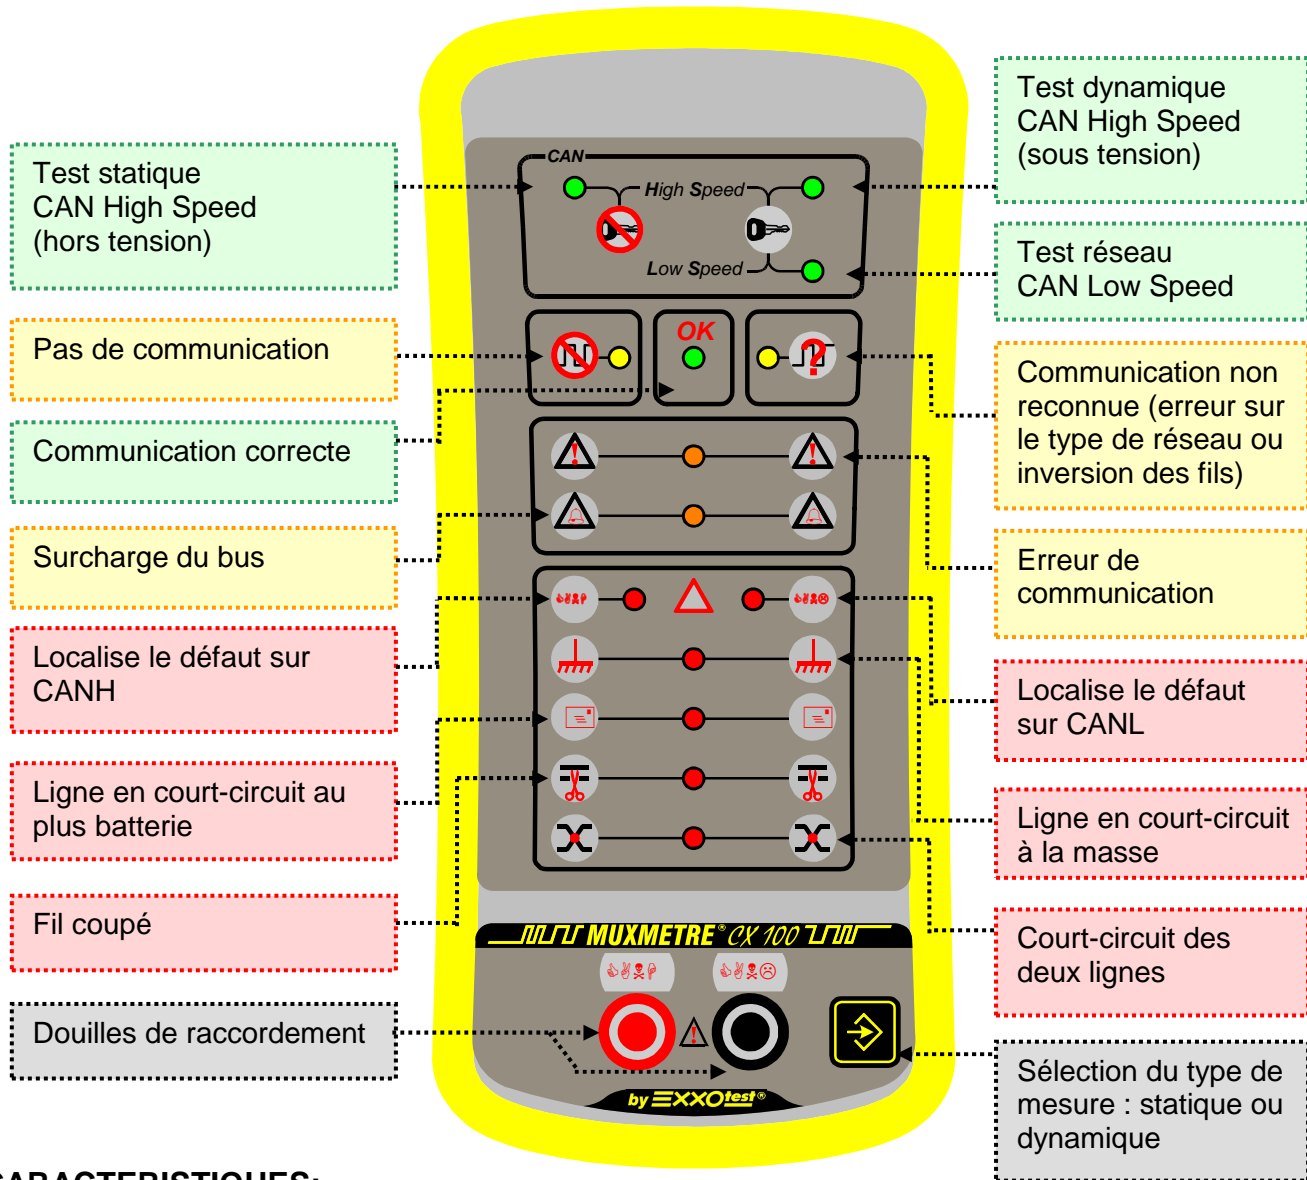 Test statique
CAN High Speed
(hors tension)
Pas de communication
Communication correcte
Surcharge du bus
Localise le défaut sur
CANH
Ligne en court-circuit au
plus batterie
Fil coupé
Douilles de raccordement
CAN
High Speed
Low Speed
OK
MUXMETRE® CX 100
by EXXOtest®
Test dynamique
CAN High Speed
(sous tension)
Test réseau
CAN Low Speed
Communication non
reconnue (erreur sur
le type de réseau ou
inversion des fils)
Erreur de
communication
Localise le défaut
sur CANL
Ligne en court-circuit
à la masse
Court-circuit des
deux lignes
Sélection du type de
mesure : statique ou
dynamique